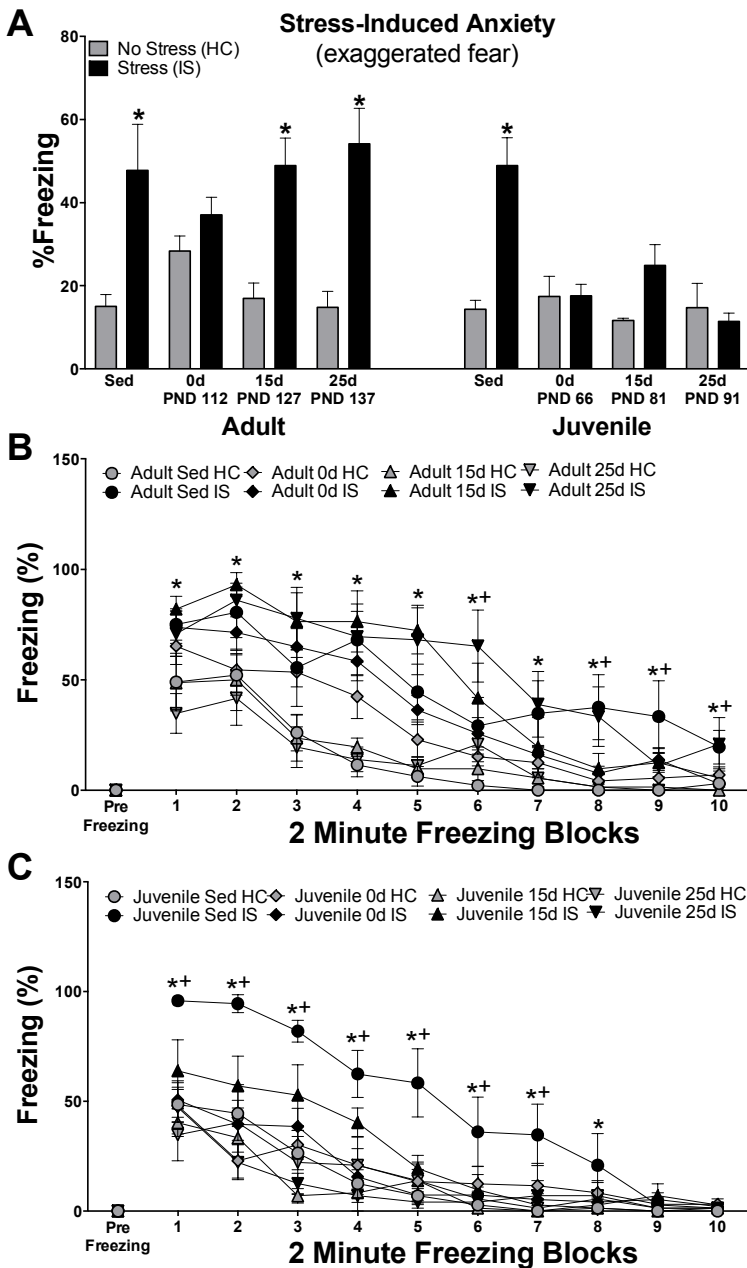 A
Stress-Induced Anxiety
(exaggerated fear)
No Stress (HC)
Stress (IS)
%Freezing
80
60
40
20
0
* * * *
Sed 0d 15d 25d Sed 0d 15d 25d
PND 112 PND 127 PND 137 PND 66 PND 81 PND 91
Adult Juvenile
B
Freezing (%)
150
100
50
0
Adult Sed HC Adult 0d HC Adult 15d HC Adult 25d HC
Adult Sed IS Adult 0d IS Adult 15d IS Adult 25d IS
* * * * * *+ * *+ *+ *+
Pre 1 2 3 4 5 6 7 8 9 10
Freezing
2 Minute Freezing Blocks
C
Freezing (%)
150
100
50
0
Juvenile Sed HC Juvenile 0d HC Juvenile 15d HC Juvenile 25d HC
Juvenile Sed IS Juvenile 0d IS Juvenile 15d IS Juvenile 25d IS
*+ *+ *+ *+ *+ *+ *+ *
Pre 1 2 3 4 5 6 7 8 9 10
Freezing
2 Minute Freezing Blocks